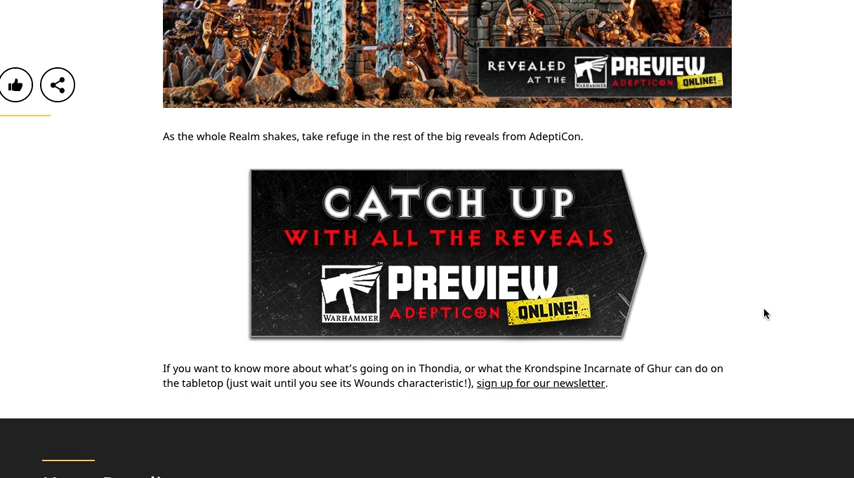 REVEALED
AT THE
WARHAMMER
PREVIEW
ADEPTICON ONLINE!
As the whole Realm shakes, take refuge in the rest of the big reveals from AdeptiCon.
CATCH UP
WITH ALL THE REVEALS
WARHAMMER™
PREVIEW
ADEPTICON ONLINE!
If you want to know more about what's going on in Thondia, or what the Krondspine Incarnate of Ghur can do on
the tabletop (just wait until you see its Wounds characteristic!), sign up for our newsletter.